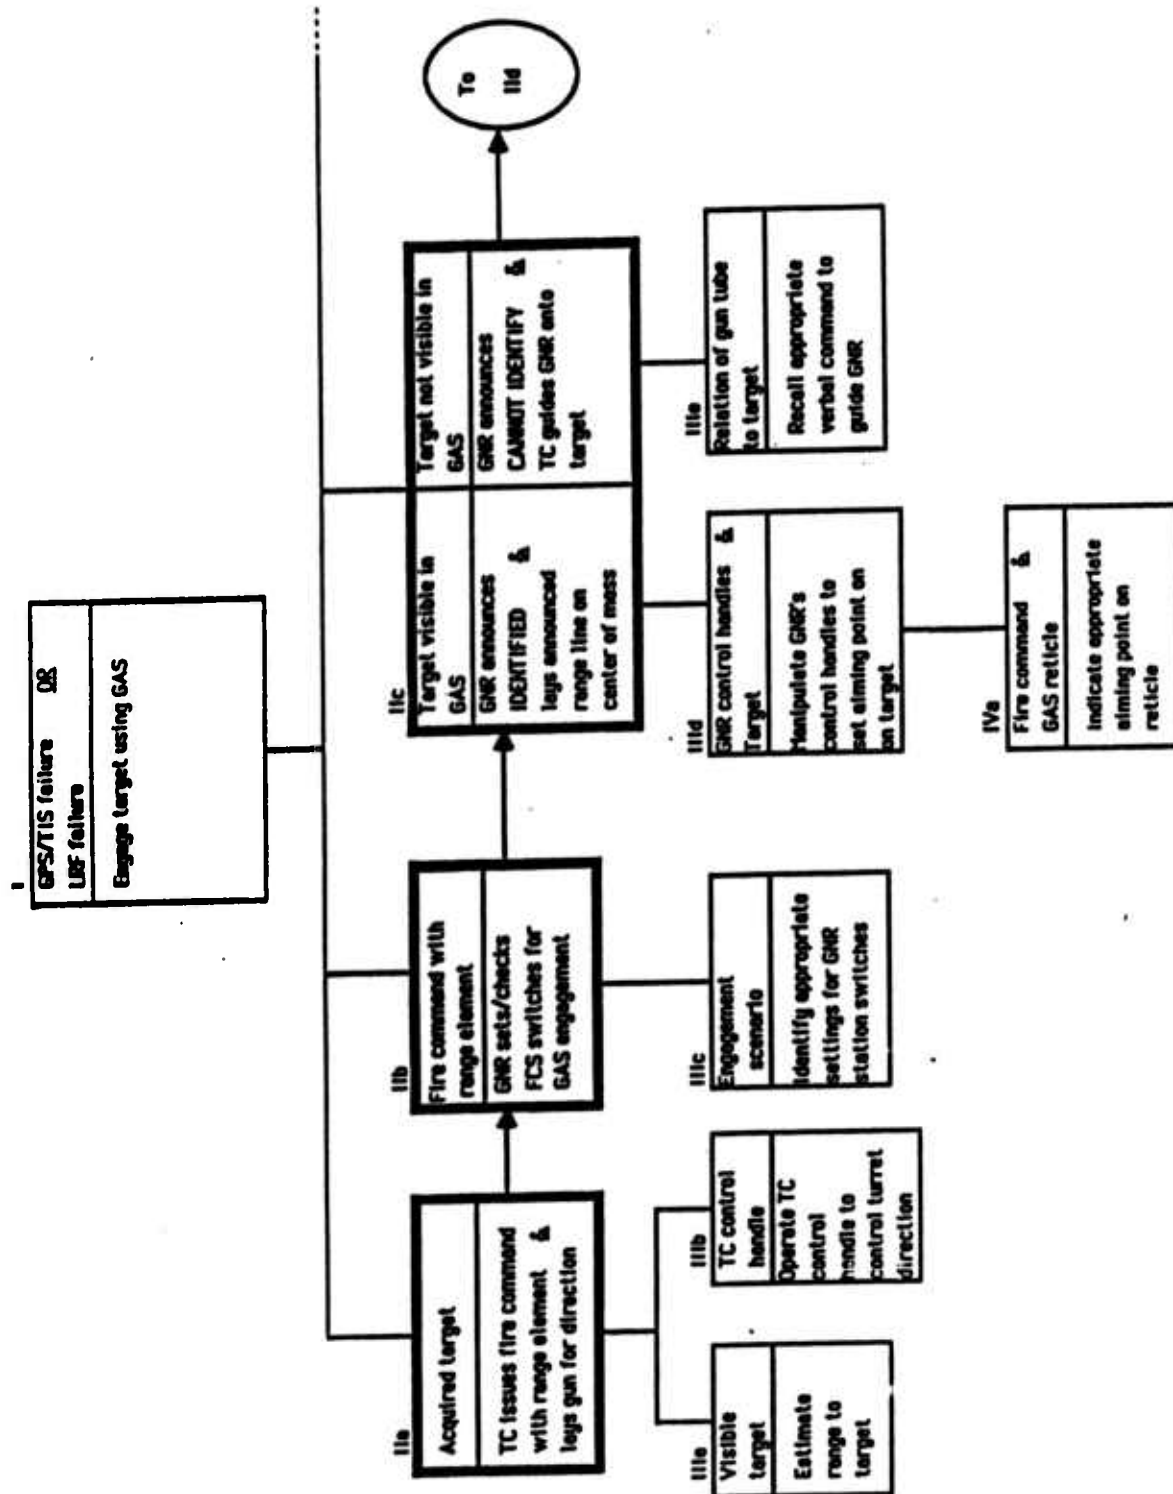 I
GPS/TIS failure OR
LRF failure
Engage target using GAS
IIa
Acquired target
TC issues fire command
with range element &
lays gun for direction
IIb
Fire command with
range element
GNR sets/checks
FCS switches for
GAS engagement
IIc
Target visible in
GAS
GNR announces
IDENTIFIED &
lays announced
range line on
center of mass
Target not visible in
GAS
GNR announces
CANNOT IDENTIFY &
TC guides GNR onto
target
To
IId
IIIa
Visible
target
Estimate
range to
target
IIIb
TC control
handle
Operate TC
control
handle to
control turret
direction
IIIc
Engagement
scenario
Identify appropriate
settings for GNR
station switches
IIId
GNR control handles &
Target
Manipulate GNR's
control handles to
set aiming point on
on target
IIIe
Relation of gun tube
to target
Recall appropriate
verbal command to
guide GNR
IVa
Fire command &
GAS reticle
Indicate appropriate
aiming point on
reticle